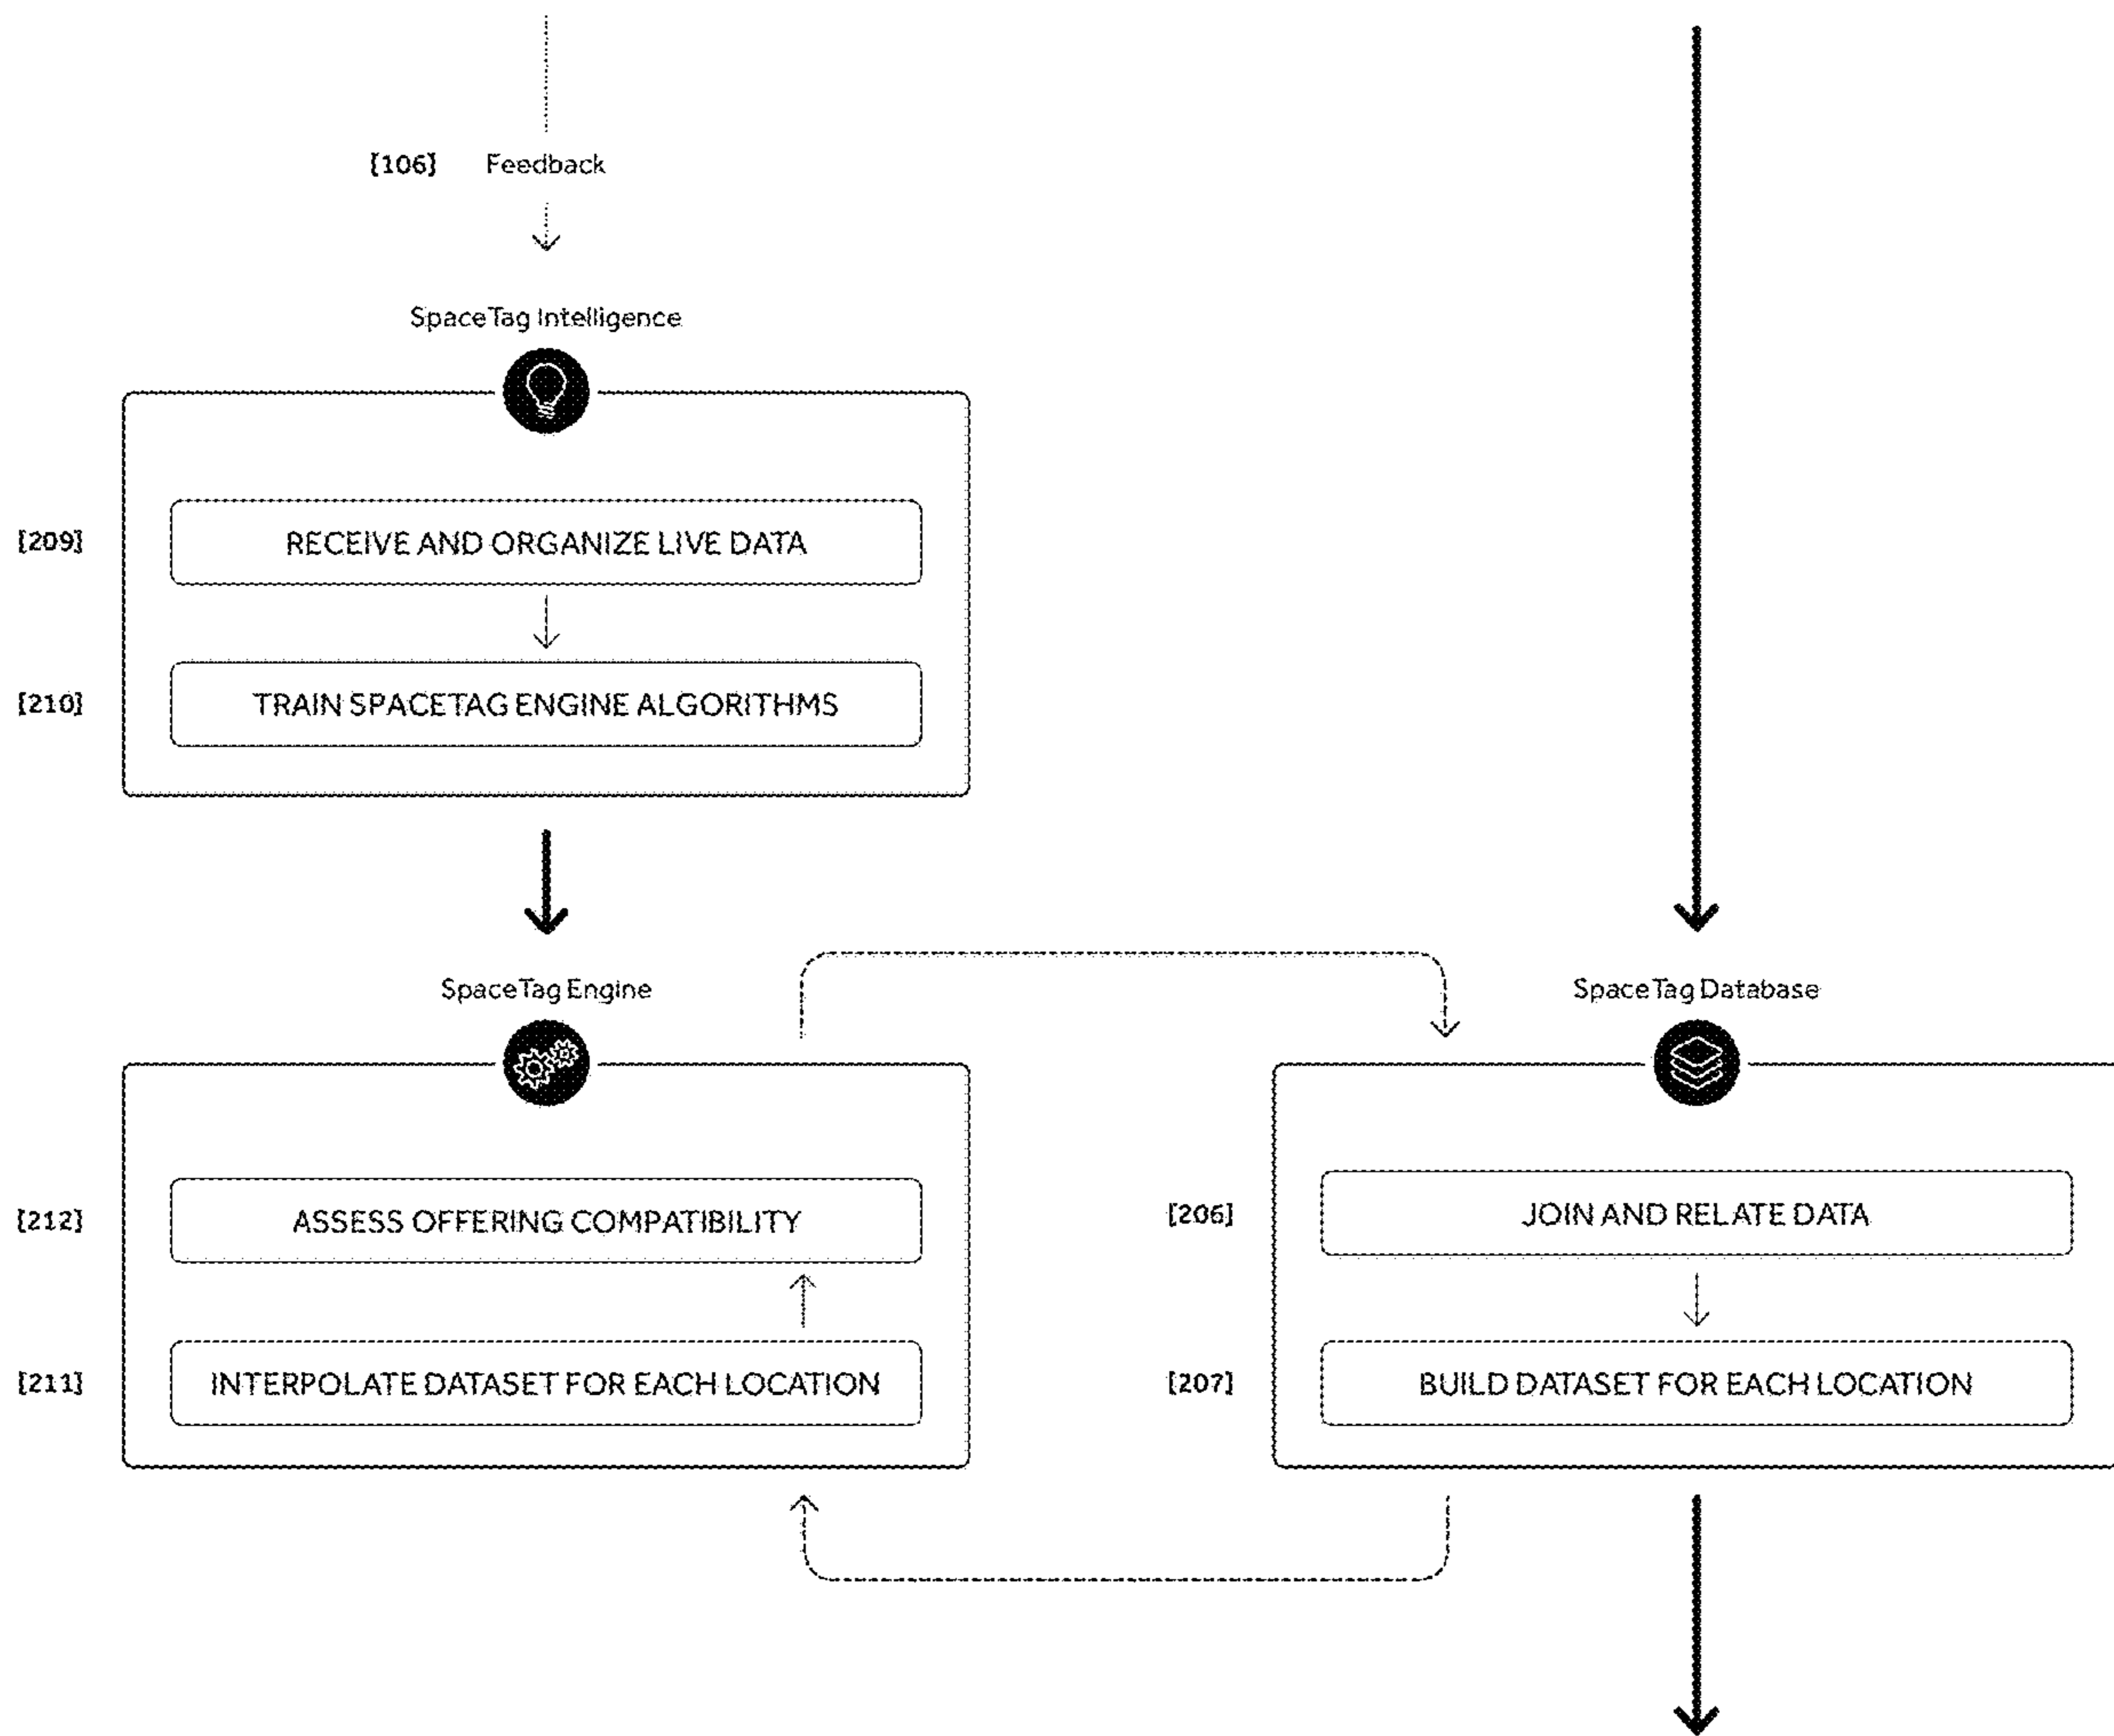 [106] Feedback
SpaceTag Intelligence
[209] RECEIVE AND ORGANIZE LIVE DATA
[210] TRAIN SPACETAG ENGINE ALGORITHMS
SpaceTag Engine
[212] ASSESS OFFERING COMPATIBILITY
[211] INTERPOLATE DATASET FOR EACH LOCATION
SpaceTag Database
[206] JOIN AND RELATE DATA
[207] BUILD DATASET FOR EACH LOCATION